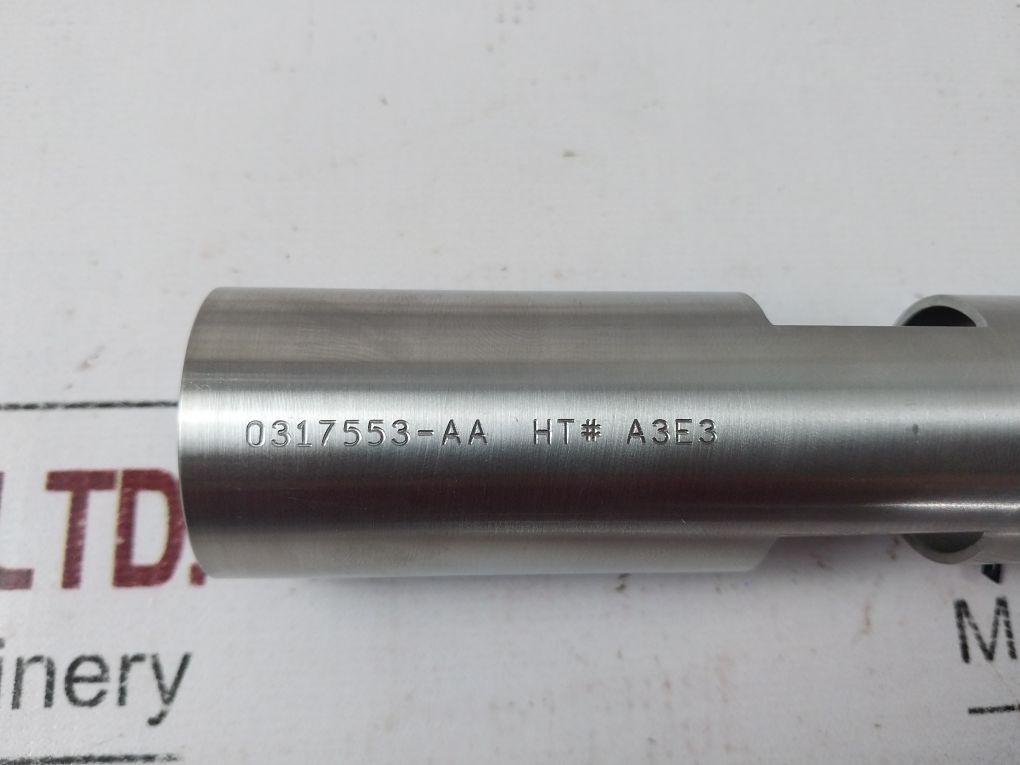 0317553-AA HT# A3E3
LTD.
inery
M